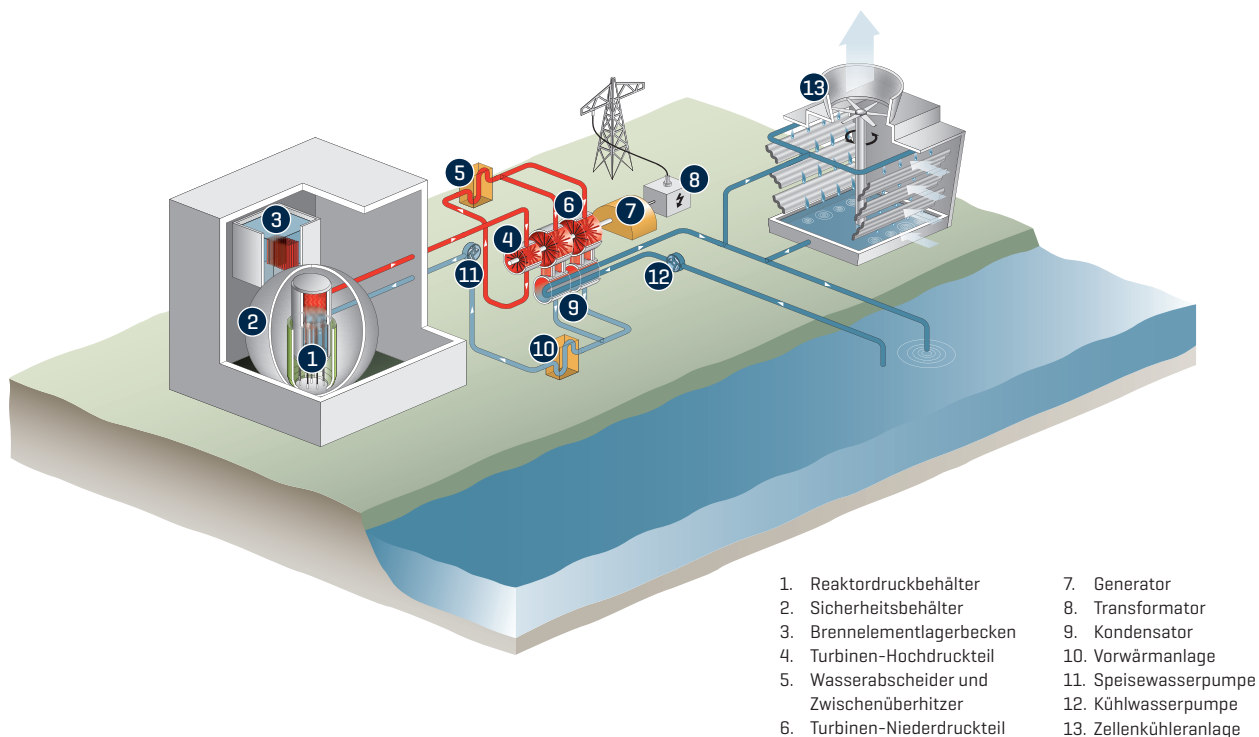 13
5
8
6
7
3
4
11
12
2
9
10
1
1. Reaktordruckbehälter
2. Sicherheitsbehälter
3. Brennelementlagerbecken
4. Turbinen-Hochdruckteil
5. Wasserabscheider und
Zwischenüberhitzer
6. Turbinen-Niederdruckteil
7. Generator
8. Transformator
9. Kondensator
10. Vorwärmanlage
11. Speisewasserpumpe
12. Kühlwasserpumpe
13. Zellenkühleranlage